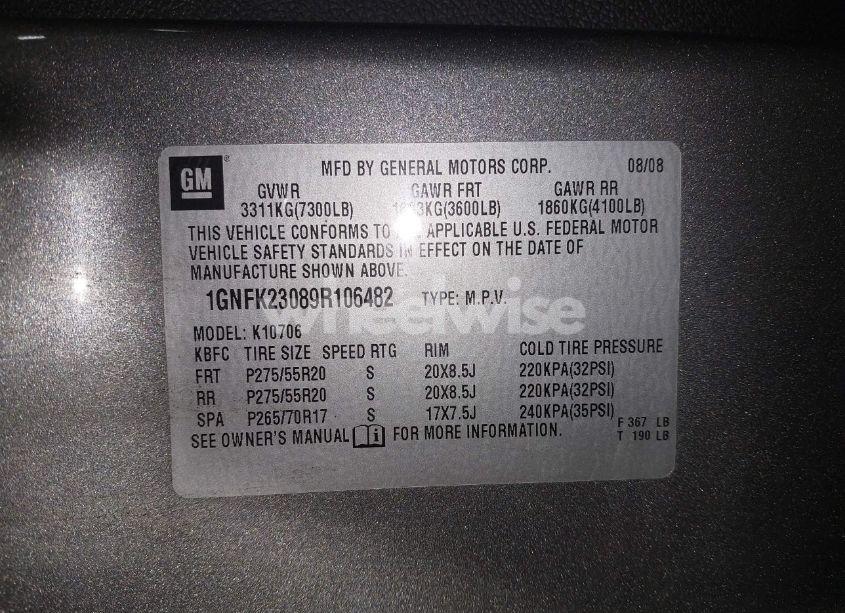 GM
MFD BY GENERAL MOTORS CORP. 08/08
GVWR GAWR FRT GAWR RR
3311KG(7300LB) KG(3600LB) 1860KG(4100LB)
THIS VEHICLE CONFORMS TO APPLICABLE U.S. FEDERAL MOTOR
VEHICLE SAFETY STANDARDS IN EFFECT ON THE DATE OF
MANUFACTURE SHOWN ABOVE.
1GNFK23089R106482 TYPE: M.P.V.
wheelwise
MODEL: K10706
KBFC TIRE SIZE SPEED RTG RIM COLD TIRE PRESSURE
FRT P275/55R20 S 20X8.5J 220KPA(32PSI)
RR P275/55R20 S 20X8.5J 220KPA(32PSI)
SPA P265/70R17 S 17X7.5J 240KPA(35PSI)
SEE OWNER'S MANUAL FOR MORE INFORMATION.
F 367 LB
T 190 LB